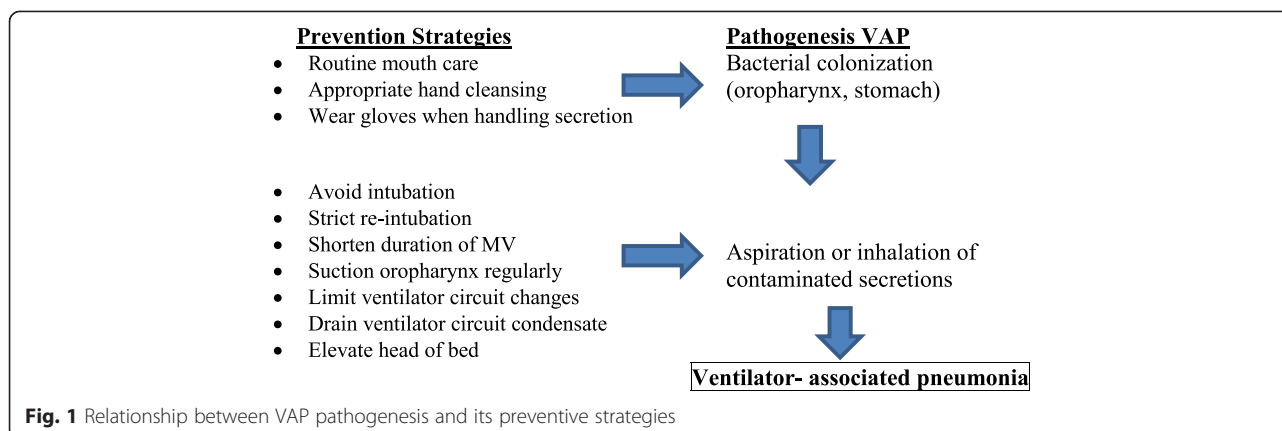 Prevention Strategies
• Routine mouth care
• Appropriate hand cleansing
• Wear gloves when handling secretion
• Avoid intubation
• Strict re-intubation
• Shorten duration of MV
• Suction oropharynx regularly
• Limit ventilator circuit changes
• Drain ventilator circuit condensate
• Elevate head of bed
Pathogenesis VAP
Bacterial colonization
(oropharynx, stomach)
Aspiration or inhalation of
contaminated secretions
Ventilator- associated pneumonia
Fig. 1 Relationship between VAP pathogenesis and its preventive strategies